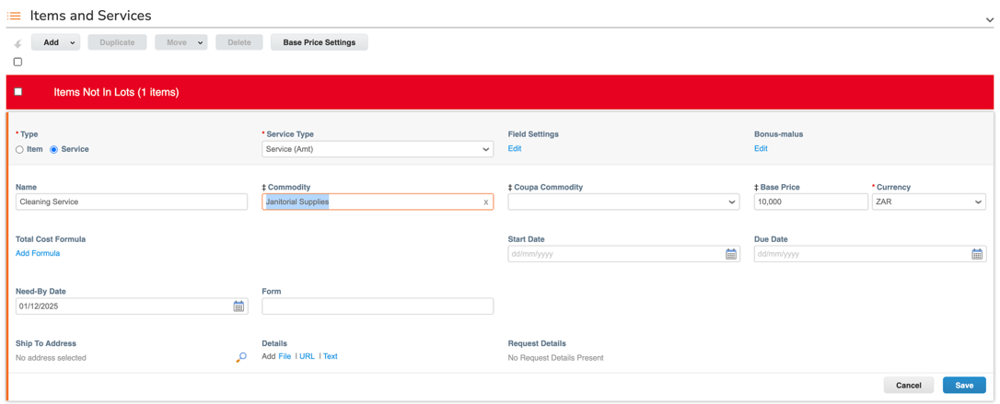 Items and Services
Add Duplicate Move Delete Base Price Settings
Items Not In Lots (1 items)
* Type * Service Type Field Settings Bonus-malus
Item Service Service (Amt) Edit Edit
Name ‡ Commodity ‡ Coupa Commodity ‡ Base Price * Currency
Cleaning Service Janitorial Supplies x 10,000 ZAR
Total Cost Formula Start Date Due Date
Add Formula dd/mm/yyyy dd/mm/yyyy
Need-By Date Form
01/12/2025
Ship To Address Details Request Details
No address selected Add File | URL | Text No Request Details Present
Cancel Save